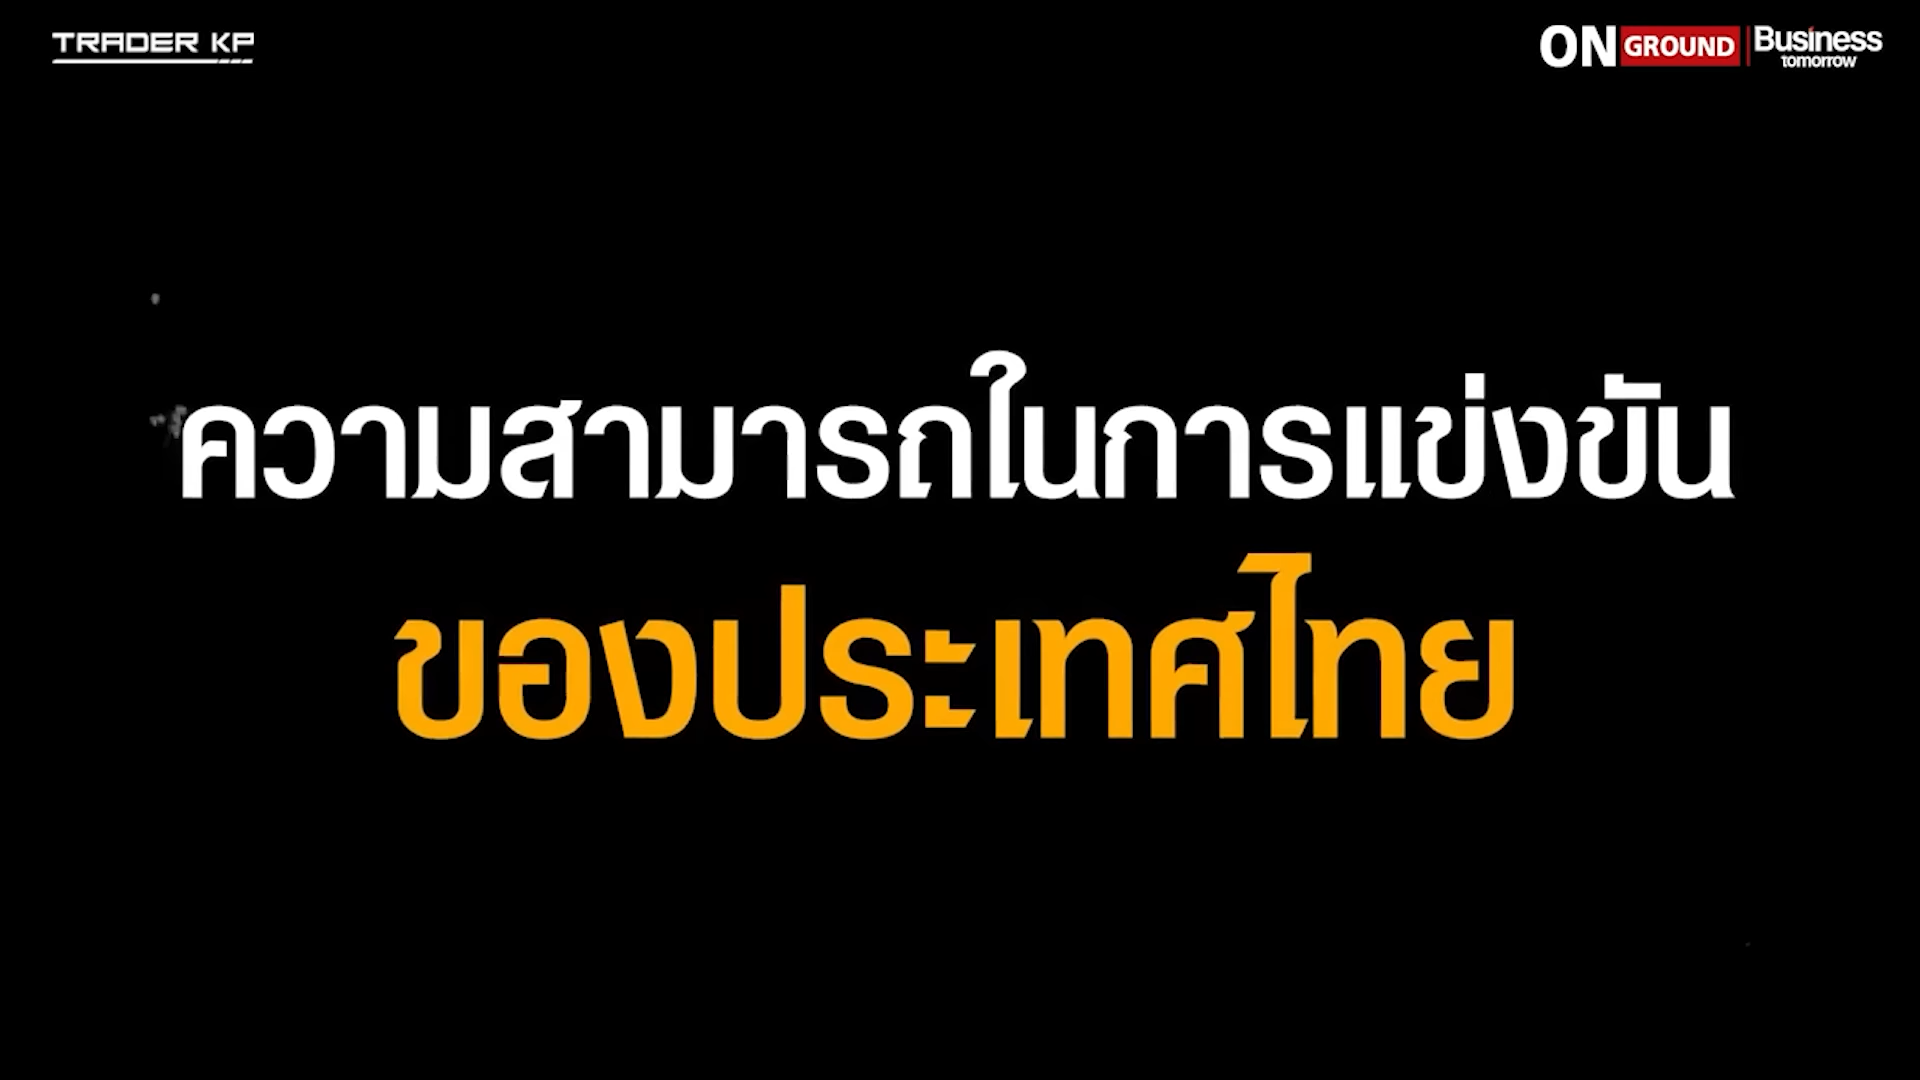 TRADER KP
ON GROUND Business tomorrow
ความสามารถในการแข่งขัน
ของประเทศไทย